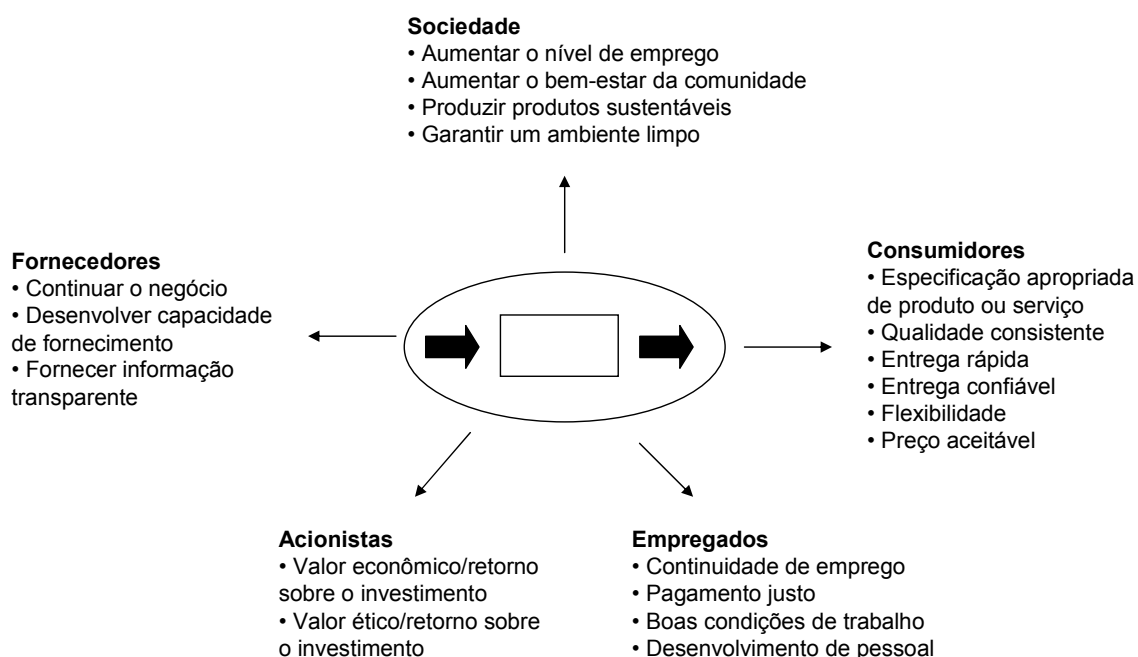 Sociedade
• Aumentar o nível de emprego
• Aumentar o bem-estar da comunidade
• Produzir produtos sustentáveis
• Garantir um ambiente limpo
Fornecedores
• Continuar o negócio
• Desenvolver capacidade
de fornecimento
• Fornecer informação
transparente
Consumidores
• Especificação apropriada
de produto ou serviço
• Qualidade consistente
• Entrega rápida
• Entrega confiável
• Flexibilidade
• Preço aceitável
Acionistas
• Valor econômico/retorno
sobre o investimento
• Valor ético/retorno sobre
o investimento
Empregados
• Continuidade de emprego
• Pagamento justo
• Boas condições de trabalho
• Desenvolvimento de pessoal